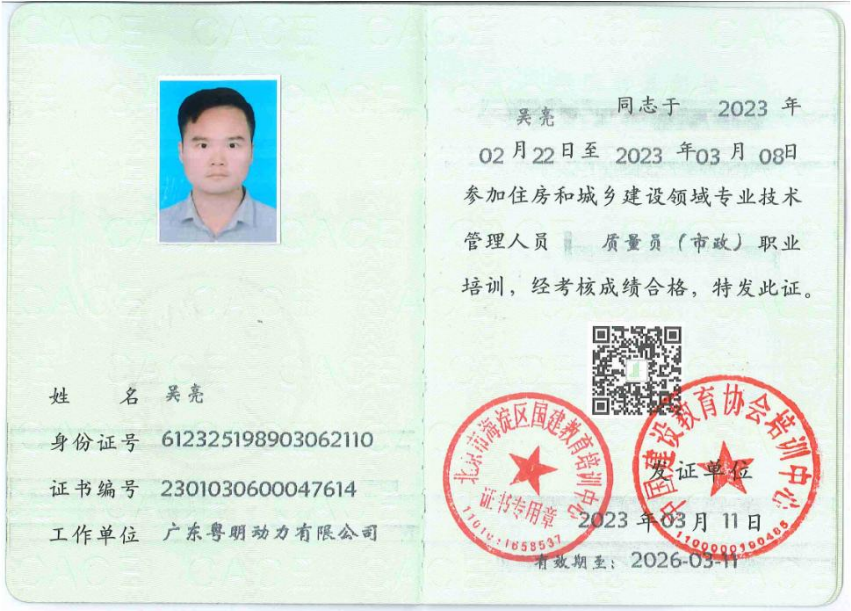 姓 名 吴亮
身份证号 612325198903062110
证书编号 2301030600047614
工作单位 广东粤明动力有限公司
吴亮 同志于 2023 年
02 月 22 日至 2023 年 03 月 08日
参加住房和城乡建设领域专业技术
管理人员 质量员（市政）职业
培训，经考核成绩合格，特发此证。
北京市海淀区国建教育培训中心
证书专用章
中国建设教育协会培训中心
1100000190405
发证单位
2023 年 03 月 11 日
有效期至：2026-03-11
CACE